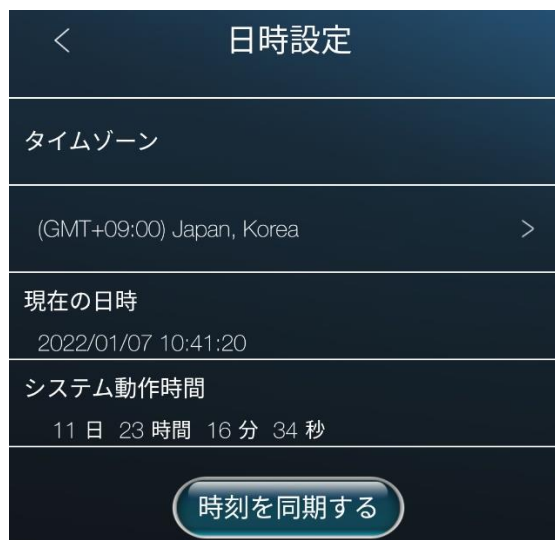 日時設定
タイムゾーン
(GMT+09:00) Japan, Korea
現在の日時
2022/01/07 10:41:20
システム動作時間
11 日 23 時間 16 分 34 秒
時刻を同期する